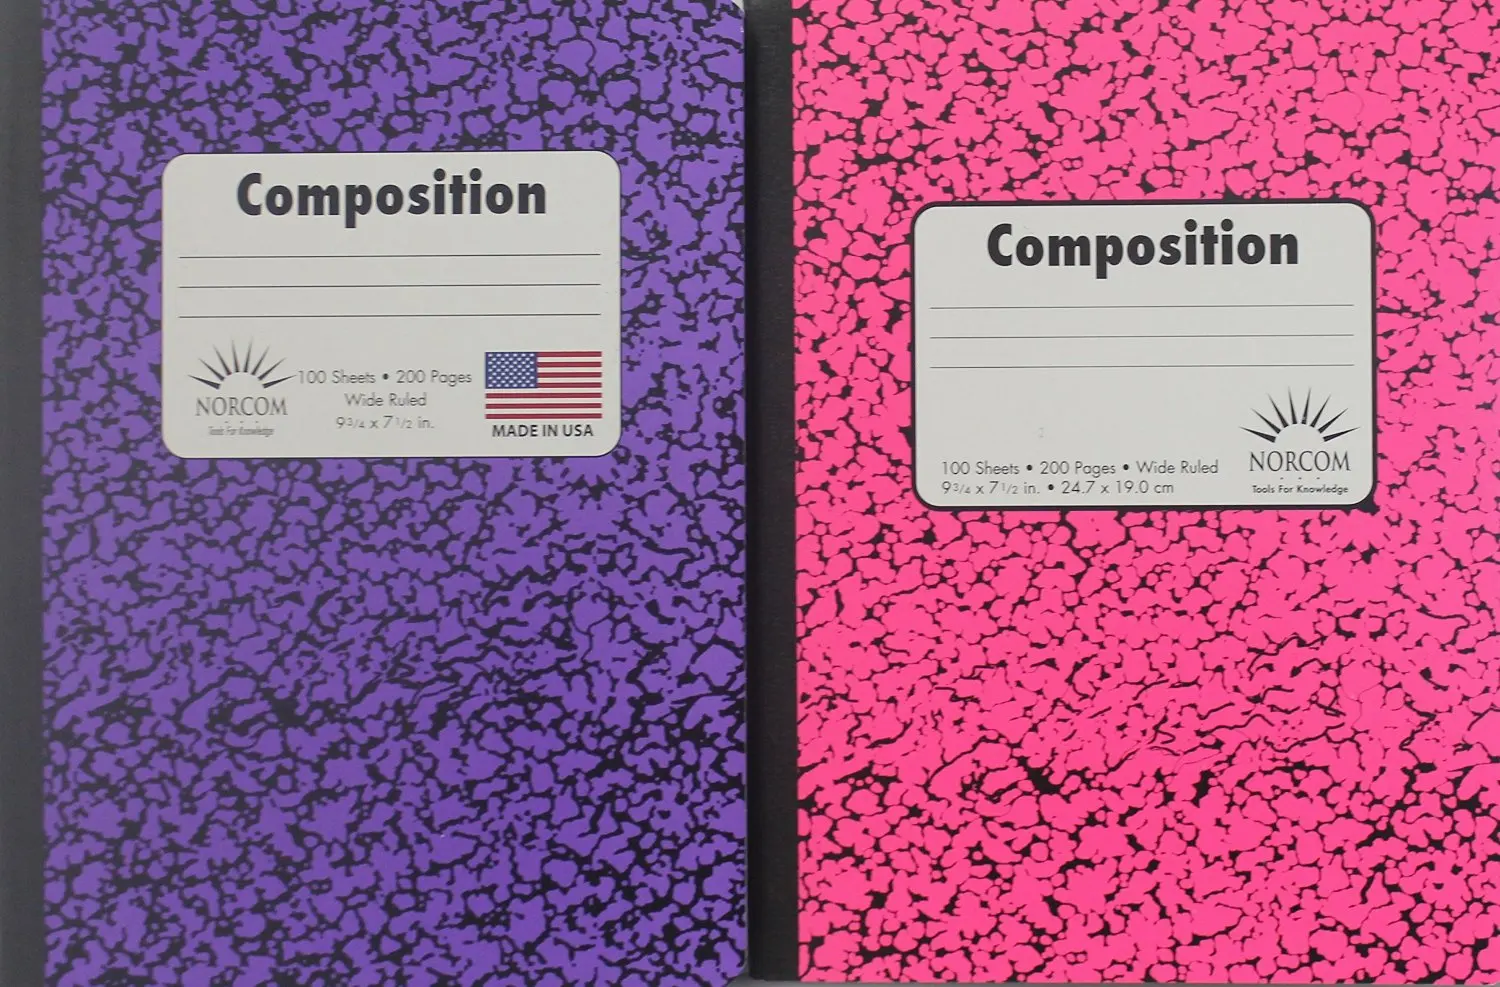 Composition
100 Sheets • 200 Pages
Wide Ruled
9 3/4 x 7 1/2 in.
NORCOM
Tools For Knowledge
MADE IN USA
Composition
100 Sheets • 200 Pages • Wide Ruled
9 3/4 x 7 1/2 in. • 24.7 x 19.0 cm
NORCOM
Tools For Knowledge